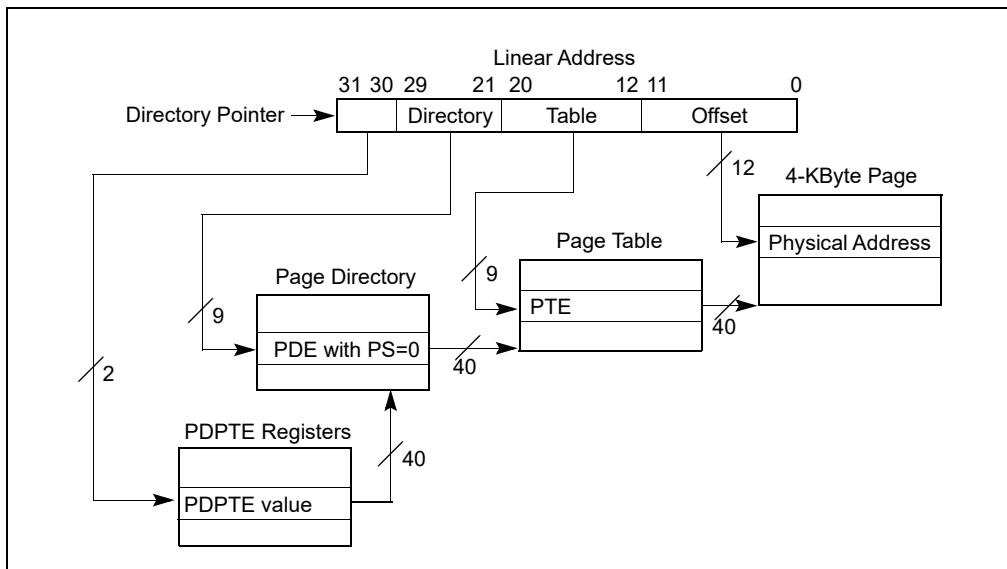 Linear Address
31 30 29 21 20 12 11 0
Directory Pointer Directory Table Offset
12
4-KByte Page
Physical Address
Page Table
9
PTE
40
Page Directory
9
PDE with PS=0
40
2
PDPTE Registers
40
PDPTE value